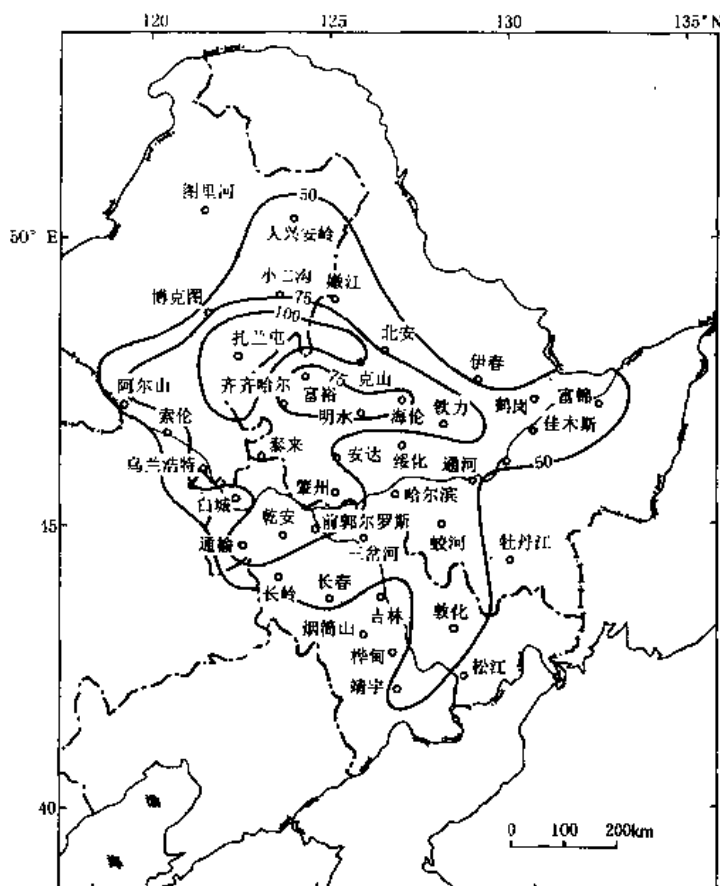 120
125
130
135° N
图里河
50
50° E
大兴安岭
小二沟
嫩江
博克图
75
100
北安
扎兰屯
伊春
阿尔山
齐齐哈尔
富裕
75
克山
鹤岗
富锦
索伦
明水
海伦
铁力
佳木斯
泰来
安达
绥化
通河
50
乌兰浩特
肇州
哈尔滨
白城
乾安
前郭尔罗斯
蛟河
牡丹江
通榆
三岔河
15
长岭
长春
吉林
敦化
烟筒山
桦甸
松江
靖宇
40
渤
海
0 100 200km